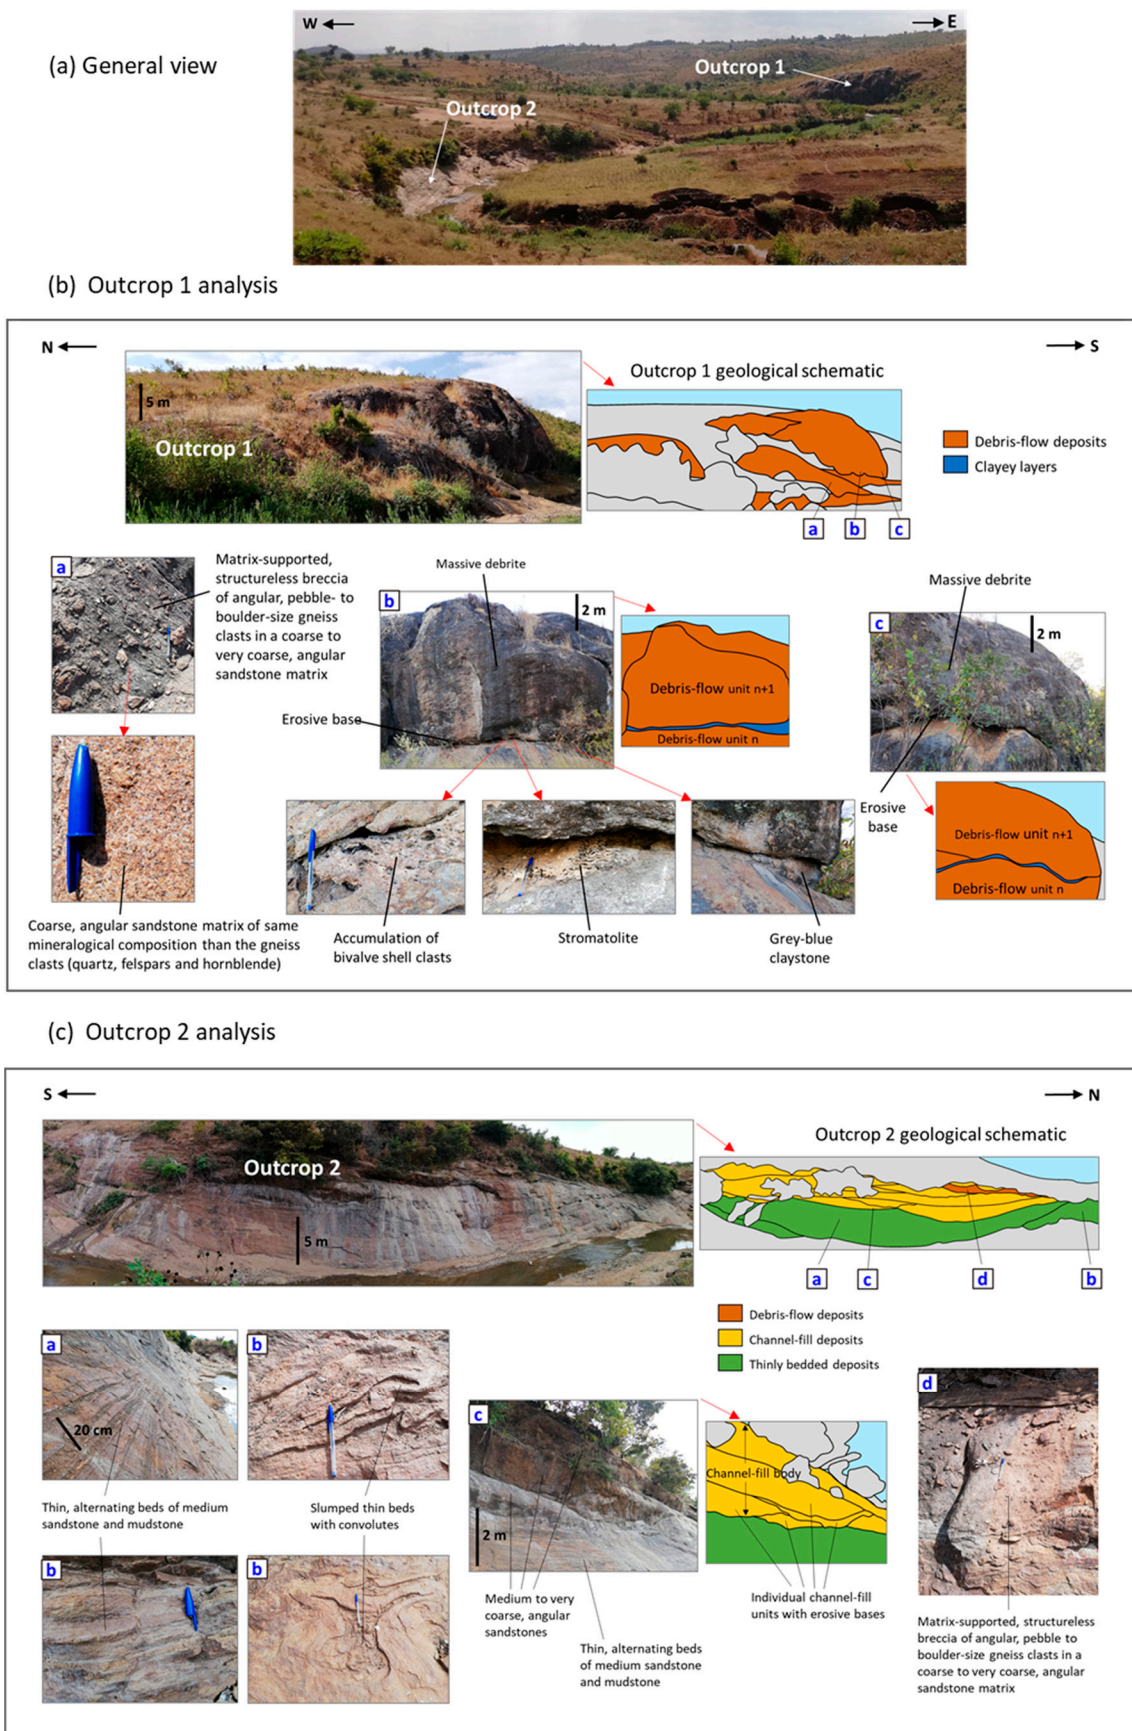 (a) General view
W
E
Outcrop 1
Outcrop 2
(b) Outcrop 1 analysis
N
S
5 m
Outcrop 1
Outcrop 1 geological schematic
Debris-flow deposits
Clayey layers
a
b
c
a
Matrix-supported,
structureless breccia
of angular, pebble- to
boulder-size gneiss
clasts in a coarse to
very coarse, angular
sandstone matrix
Massive debrite
b
2 m
Erosive base
Debris-flow unit n+1
Debris-flow unit n
Massive debrite
c
2 m
Erosive
base
Debris-flow unit n+1
Debris-flow unit n
Coarse, angular sandstone matrix of same
mineralogical composition than the gneiss
clasts (quartz, felspars and hornblende)
Accumulation of
bivalve shell clasts
Stromatolite
Grey-blue
claystone
(c) Outcrop 2 analysis
S
N
Outcrop 2
5 m
Outcrop 2 geological schematic
a
c
d
b
Debris-flow deposits
Channel-fill deposits
Thinly bedded deposits
a
20 cm
b
Thin, alternating beds of medium
sandstone and mudstone
Slumped thin beds
with convolutes
b
b
c
2 m
Medium to very
coarse, angular
sandstones
Thin, alternating beds
of medium sandstone
and mudstone
Channel-fill body
Individual channel-fill
units with erosive bases
d
Matrix-supported, structureless
breccia of angular, pebble to
boulder-size gneiss clasts in a
coarse to very coarse, angular
sandstone matrix